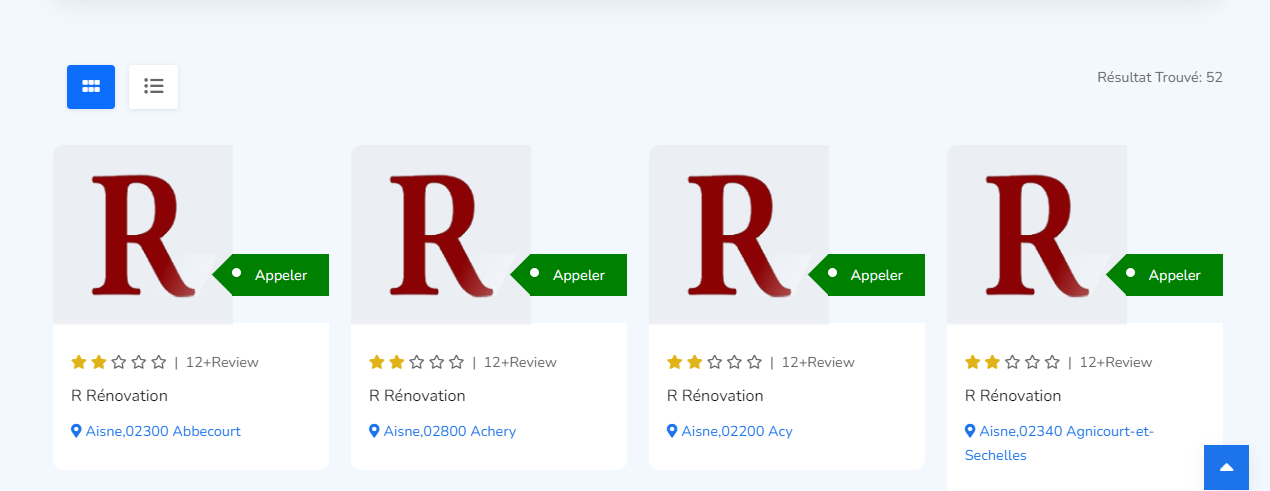 Résultat Trouvé: 52
R R R R
Appeler Appeler Appeler Appeler
| 12+Review | 12+Review | 12+Review | 12+Review
R Rénovation R Rénovation R Rénovation R Rénovation
Aisne,02300 Abbecourt Aisne,02800 Achery Aisne,02200 Acy Aisne,02340 Agnicourt-et-
Sechelles